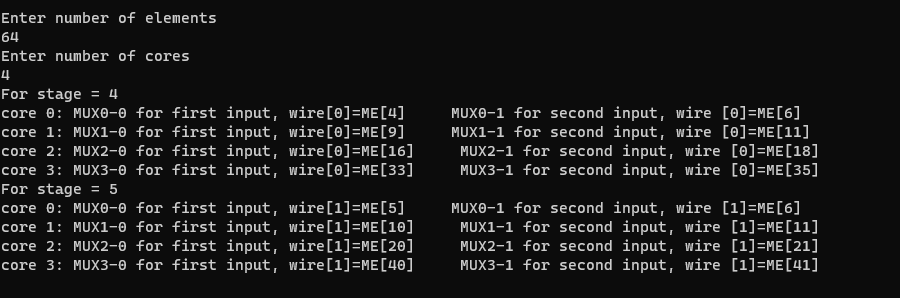 Enter number of elements
64
Enter number of cores
4
For stage = 4
core 0: MUX0-0 for first input, wire[0]=ME[4]     MUX0-1 for second input, wire [0]=ME[6]
core 1: MUX1-0 for first input, wire[0]=ME[9]     MUX1-1 for second input, wire [0]=ME[11]
core 2: MUX2-0 for first input, wire[0]=ME[16]     MUX2-1 for second input, wire [0]=ME[18]
core 3: MUX3-0 for first input, wire[0]=ME[33]     MUX3-1 for second input, wire [0]=ME[35]
For stage = 5
core 0: MUX0-0 for first input, wire[1]=ME[5]     MUX0-1 for second input, wire [1]=ME[6]
core 1: MUX1-0 for first input, wire[1]=ME[10]     MUX1-1 for second input, wire [1]=ME[11]
core 2: MUX2-0 for first input, wire[1]=ME[20]     MUX2-1 for second input, wire [1]=ME[21]
core 3: MUX3-0 for first input, wire[1]=ME[40]     MUX3-1 for second input, wire [1]=ME[41]